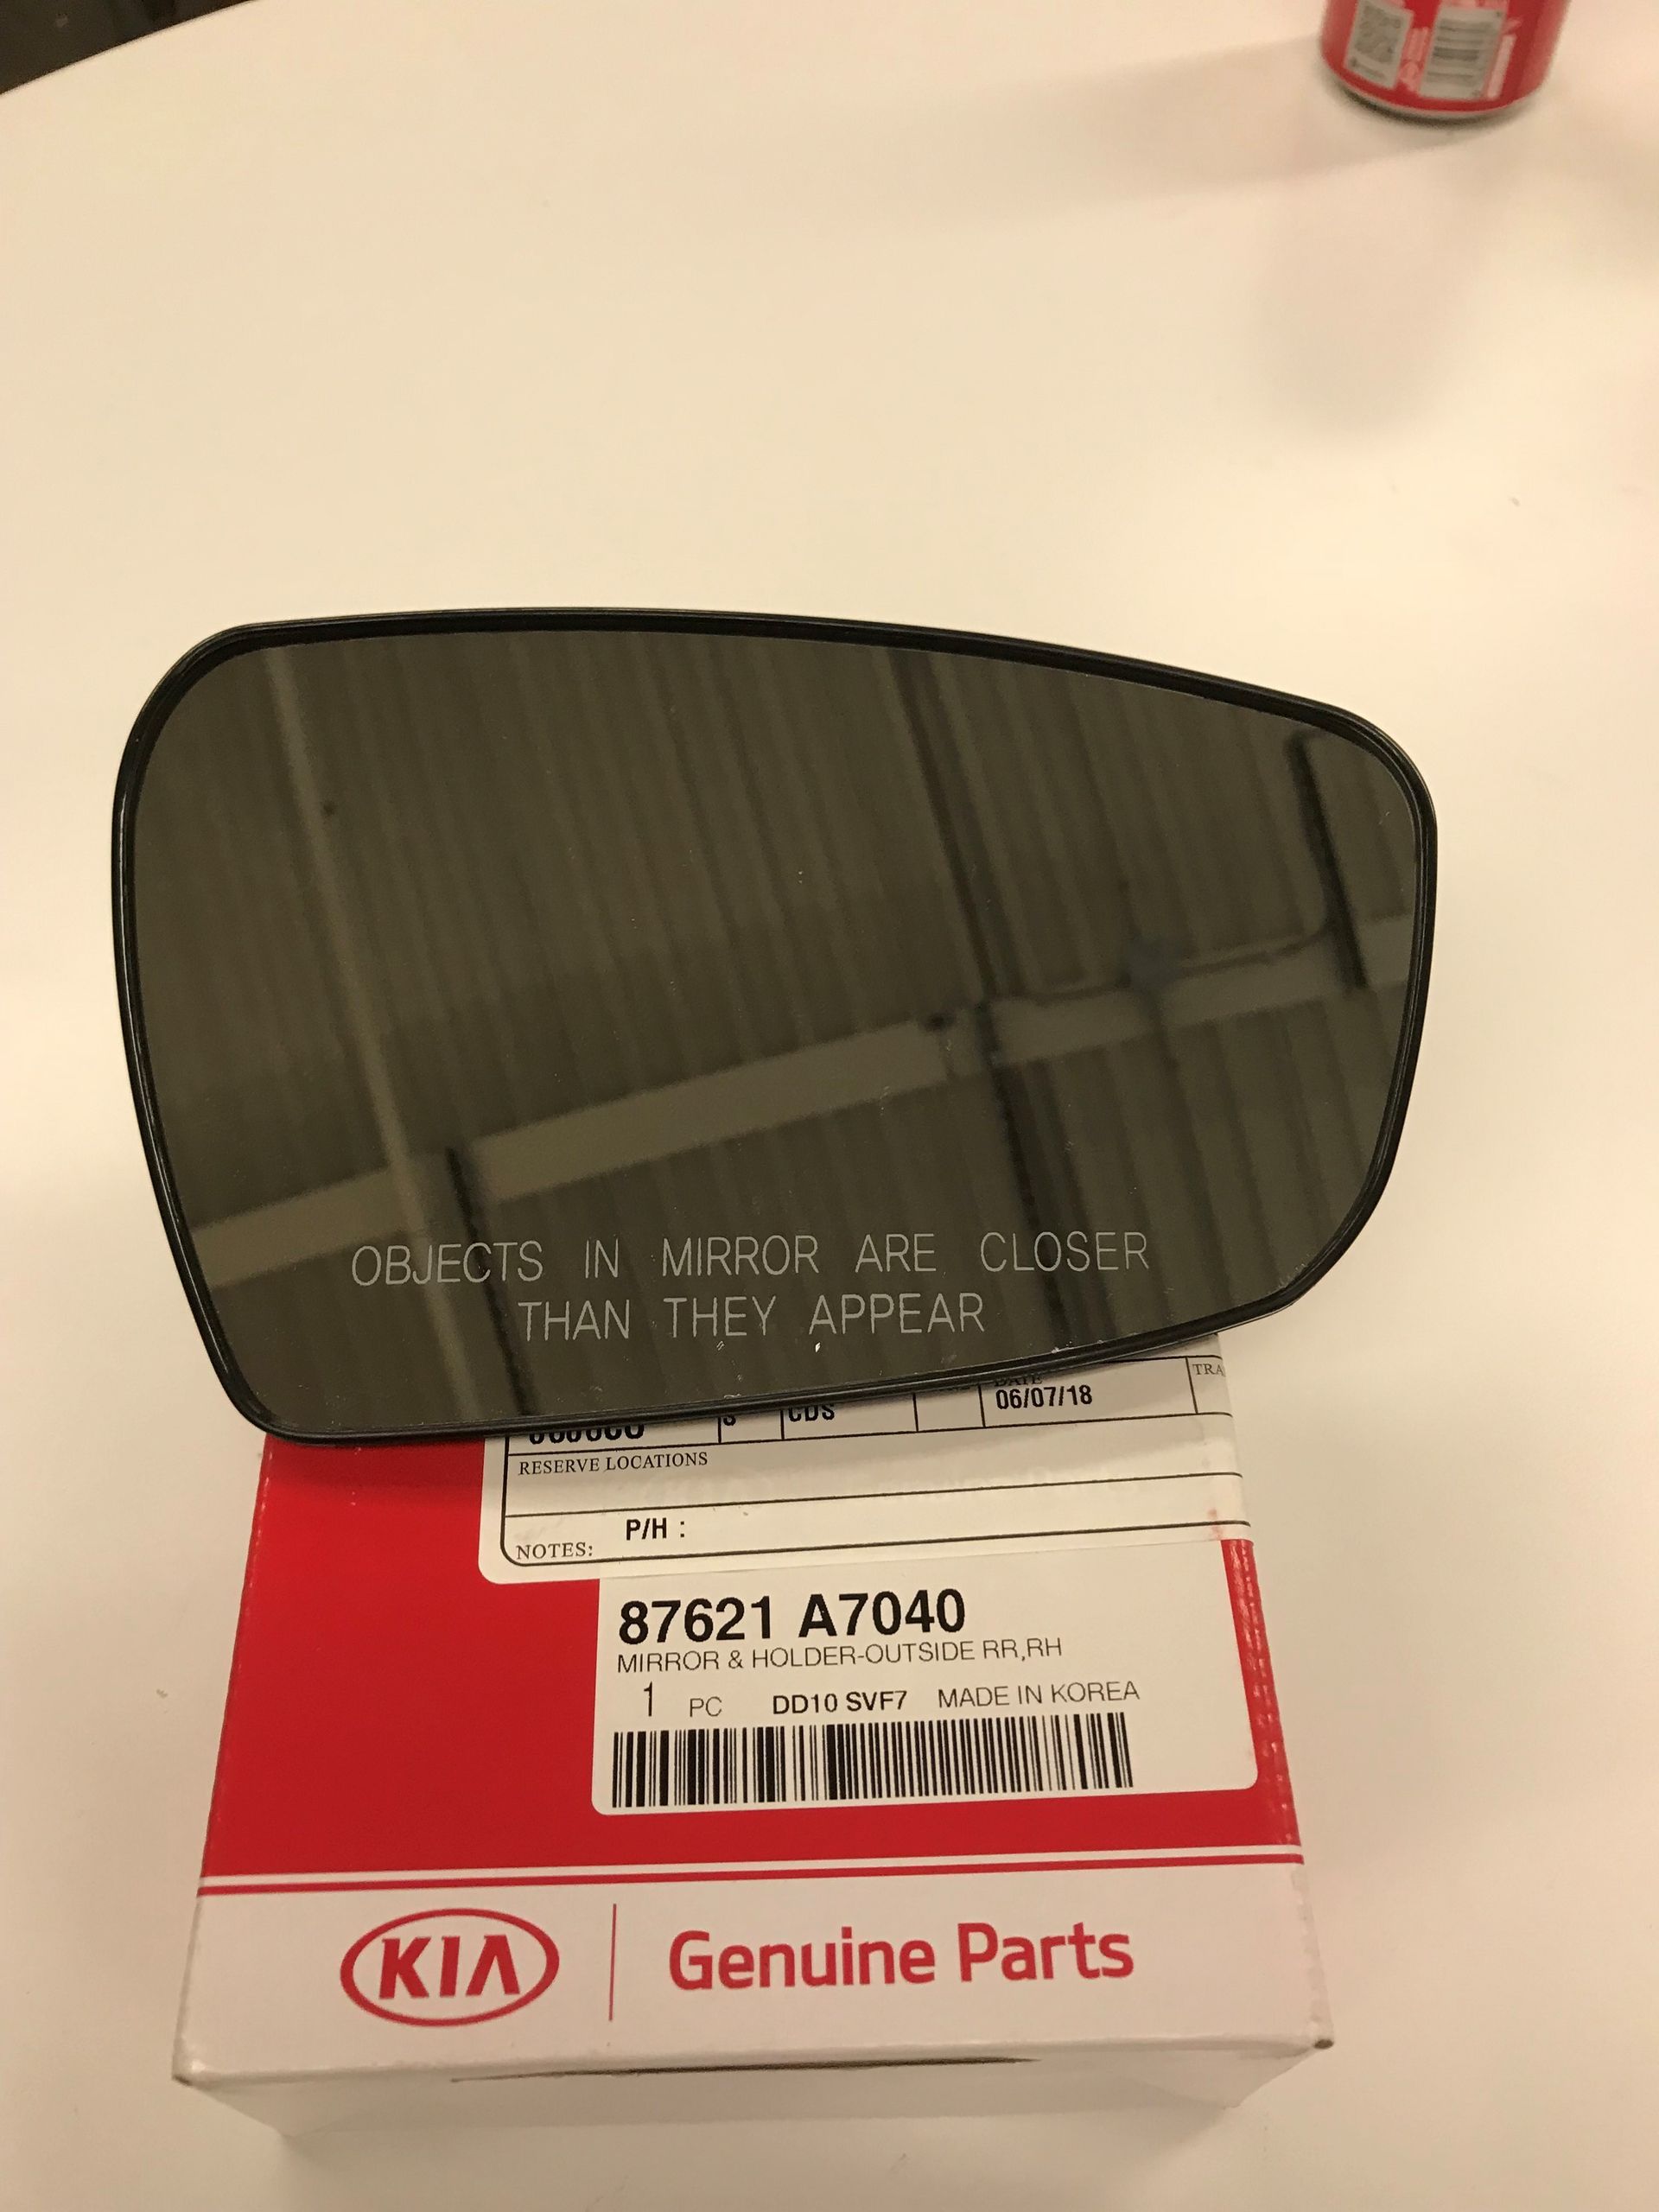 OBJECTS IN MIRROR ARE CLOSER
THAN THEY APPEAR
TRA
CDS
06/07/18
RESERVE LOCATIONS
P/H :
NOTES:
87621 A7040
MIRROR & HOLDER-OUTSIDE RR,RH
1 PC DD10 SVF7 MADE IN KOREA
KIA Genuine Parts